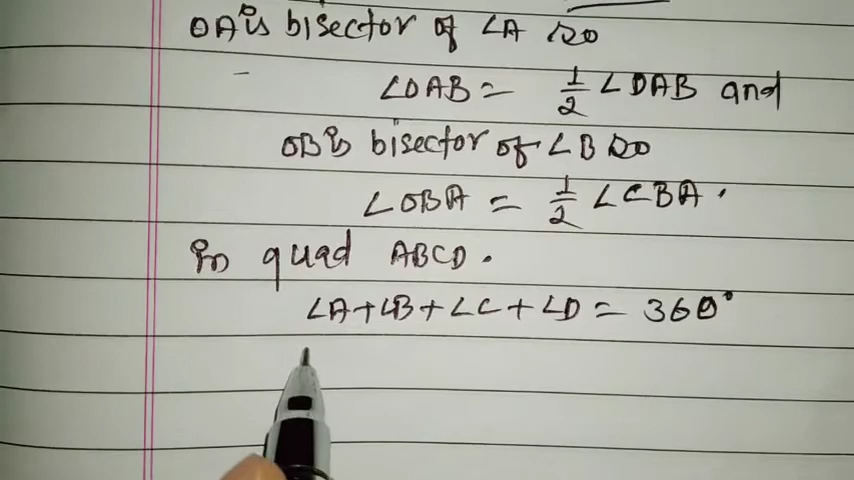 OA is bisector of ∠A so
∠OAB = 1/2 ∠DAB and
OB is bisector of ∠B so
∠OBA = 1/2 ∠CBA.
In quad ABCD.
∠A+∠B+∠C+∠D = 360°